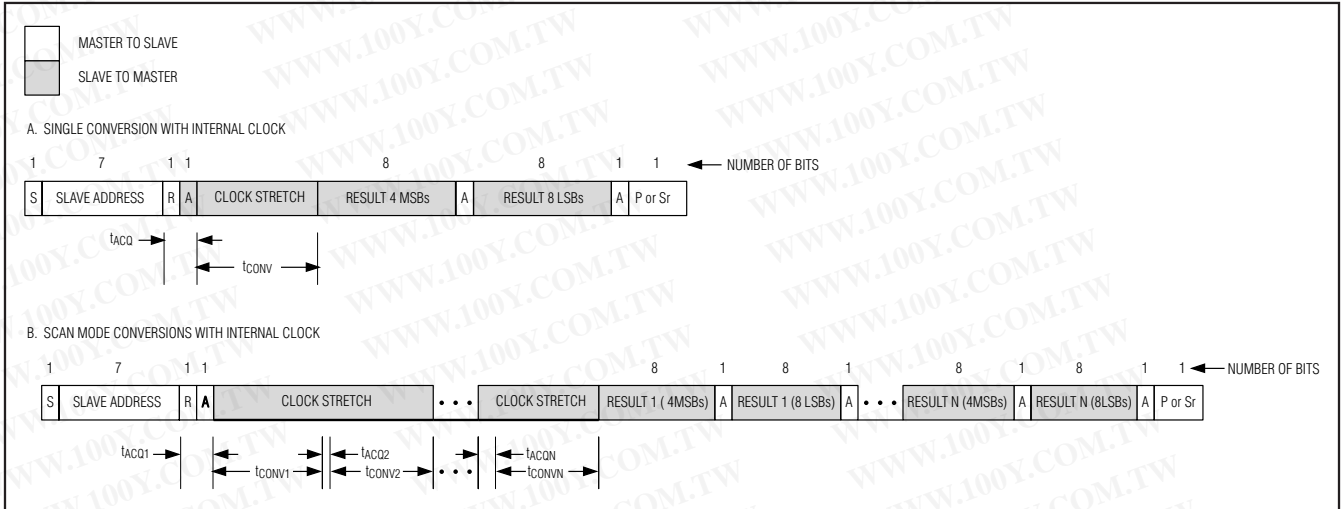 MASTER TO SLAVE
SLAVE TO MASTER
A. SINGLE CONVERSION WITH INTERNAL CLOCK
1 7 1 1 8 8 1 1 NUMBER OF BITS
S SLAVE ADDRESS R A CLOCK STRETCH RESULT 4 MSBs A RESULT 8 LSBs A P or Sr
tACQ
tCONV
B. SCAN MODE CONVERSIONS WITH INTERNAL CLOCK
1 7 1 1 8 1 8 1 8 1 8 1 1 NUMBER OF BITS
S SLAVE ADDRESS R A CLOCK STRETCH • • • CLOCK STRETCH RESULT 1 ( 4MSBs) A RESULT 1 (8 LSBs) A • • • RESULT N (4MSBs) A RESULT N (8LSBs) A P or Sr
tACQ1 tACQ2 tACQN
tCONV1 tCONV2 • • • tCONVN
WWW.100Y.COM.TW